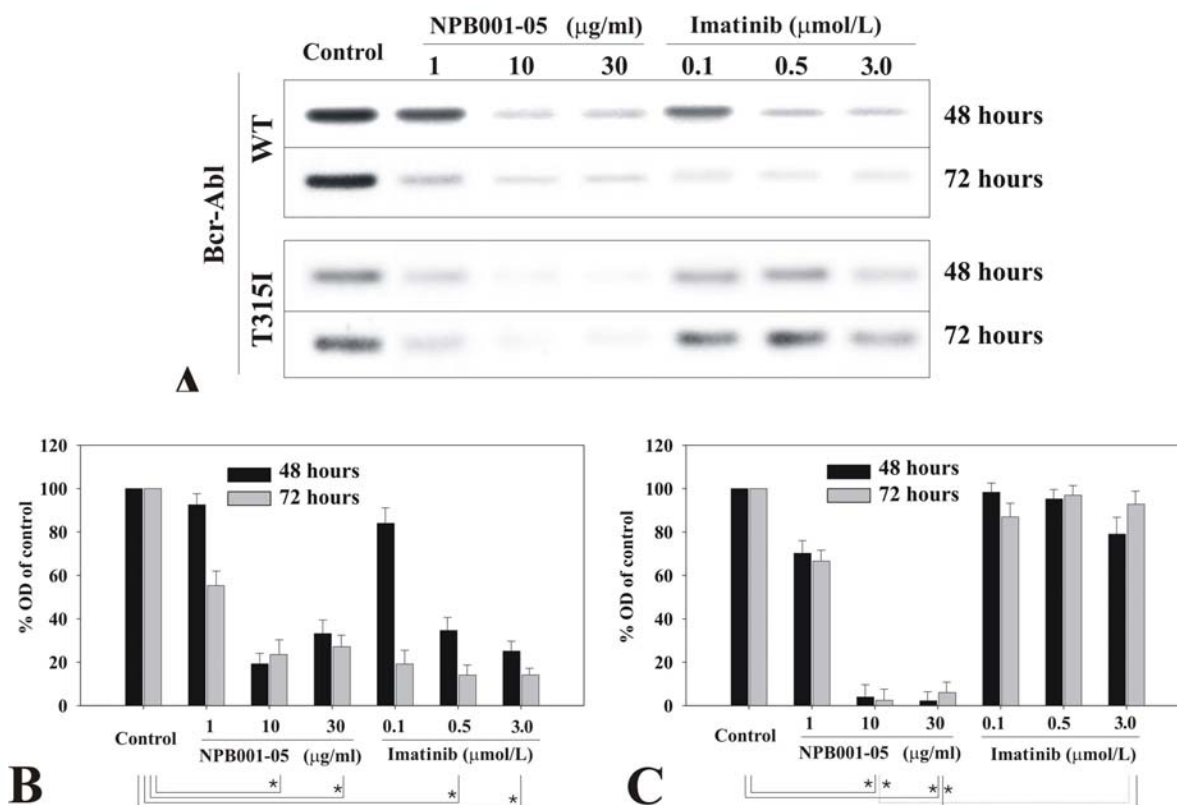 NPB001-05 (μg/ml) Imatinib (μmol/L)
Control 1 10 30 0.1 0.5 3.0
Bcr-Abl
WT
48 hours
72 hours
T315I
48 hours
72 hours
A
120
100
80
60
40
20
0
% OD of control
48 hours
72 hours
1 10 30 0.1 0.5 3.0
Control
NPB001-05 (μg/ml) Imatinib (μmol/L)
* * * *
B
120
100
80
60
40
20
0
% OD of control
48 hours
72 hours
1 10 30 0.1 0.5 3.0
Control
NPB001-05 (μg/ml) Imatinib (μmol/L)
* * * * *
C